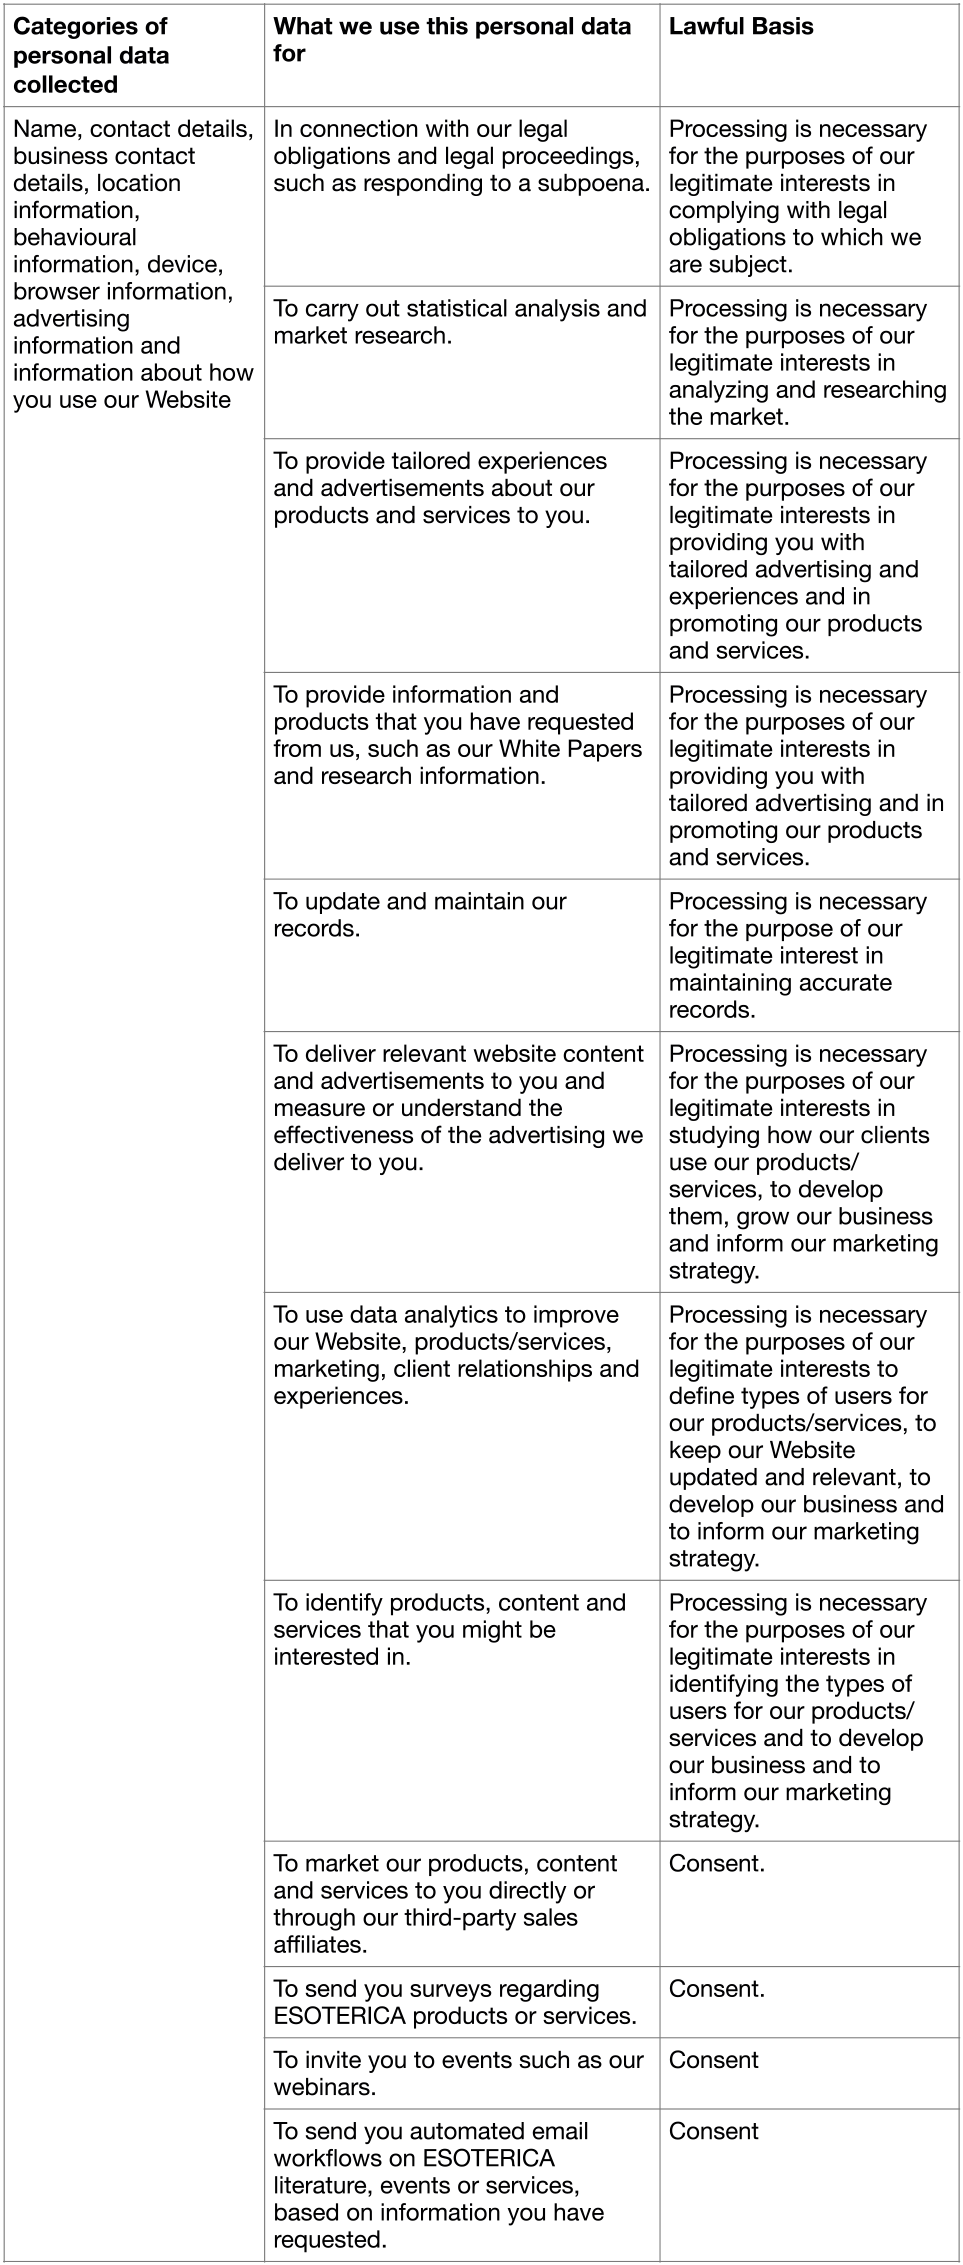 Categories of
personal data
collected
What we use this personal data
for
Lawful Basis
Name, contact details,
business contact
details, location
information,
behavioural
information, device,
browser information,
advertising
information and
information about how
you use our Website
In connection with our legal
obligations and legal proceedings,
such as responding to a subpoena.
Processing is necessary
for the purposes of our
legitimate interests in
complying with legal
obligations to which we
are subject.
To carry out statistical analysis and
market research.
Processing is necessary
for the purposes of our
legitimate interests in
analyzing and researching
the market.
To provide tailored experiences
and advertisements about our
products and services to you.
Processing is necessary
for the purposes of our
legitimate interests in
providing you with
tailored advertising and
experiences and in
promoting our products
and services.
To provide information and
products that you have requested
from us, such as our White Papers
and research information.
Processing is necessary
for the purposes of our
legitimate interests in
providing you with
tailored advertising and in
promoting our products
and services.
To update and maintain our
records.
Processing is necessary
for the purpose of our
legitimate interest in
maintaining accurate
records.
To deliver relevant website content
and advertisements to you and
measure or understand the
effectiveness of the advertising we
deliver to you.
Processing is necessary
for the purposes of our
legitimate interests in
studying how our clients
use our products/
services, to develop
them, grow our business
and inform our marketing
strategy.
To use data analytics to improve
our Website, products/services,
marketing, client relationships and
experiences.
Processing is necessary
for the purposes of our
legitimate interests to
define types of users for
our products/services, to
keep our Website
updated and relevant, to
develop our business and
to inform our marketing
strategy.
To identify products, content and
services that you might be
interested in.
Processing is necessary
for the purposes of our
legitimate interests in
identifying the types of
users for our products/
services and to develop
our business and to
inform our marketing
strategy.
To market our products, content
and services to you directly or
through our third-party sales
affiliates.
Consent.
To send you surveys regarding
ESOTERICA products or services.
Consent.
To invite you to events such as our
webinars.
Consent
To send you automated email
workflows on ESOTERICA
literature, events or services,
based on information you have
requested.
Consent